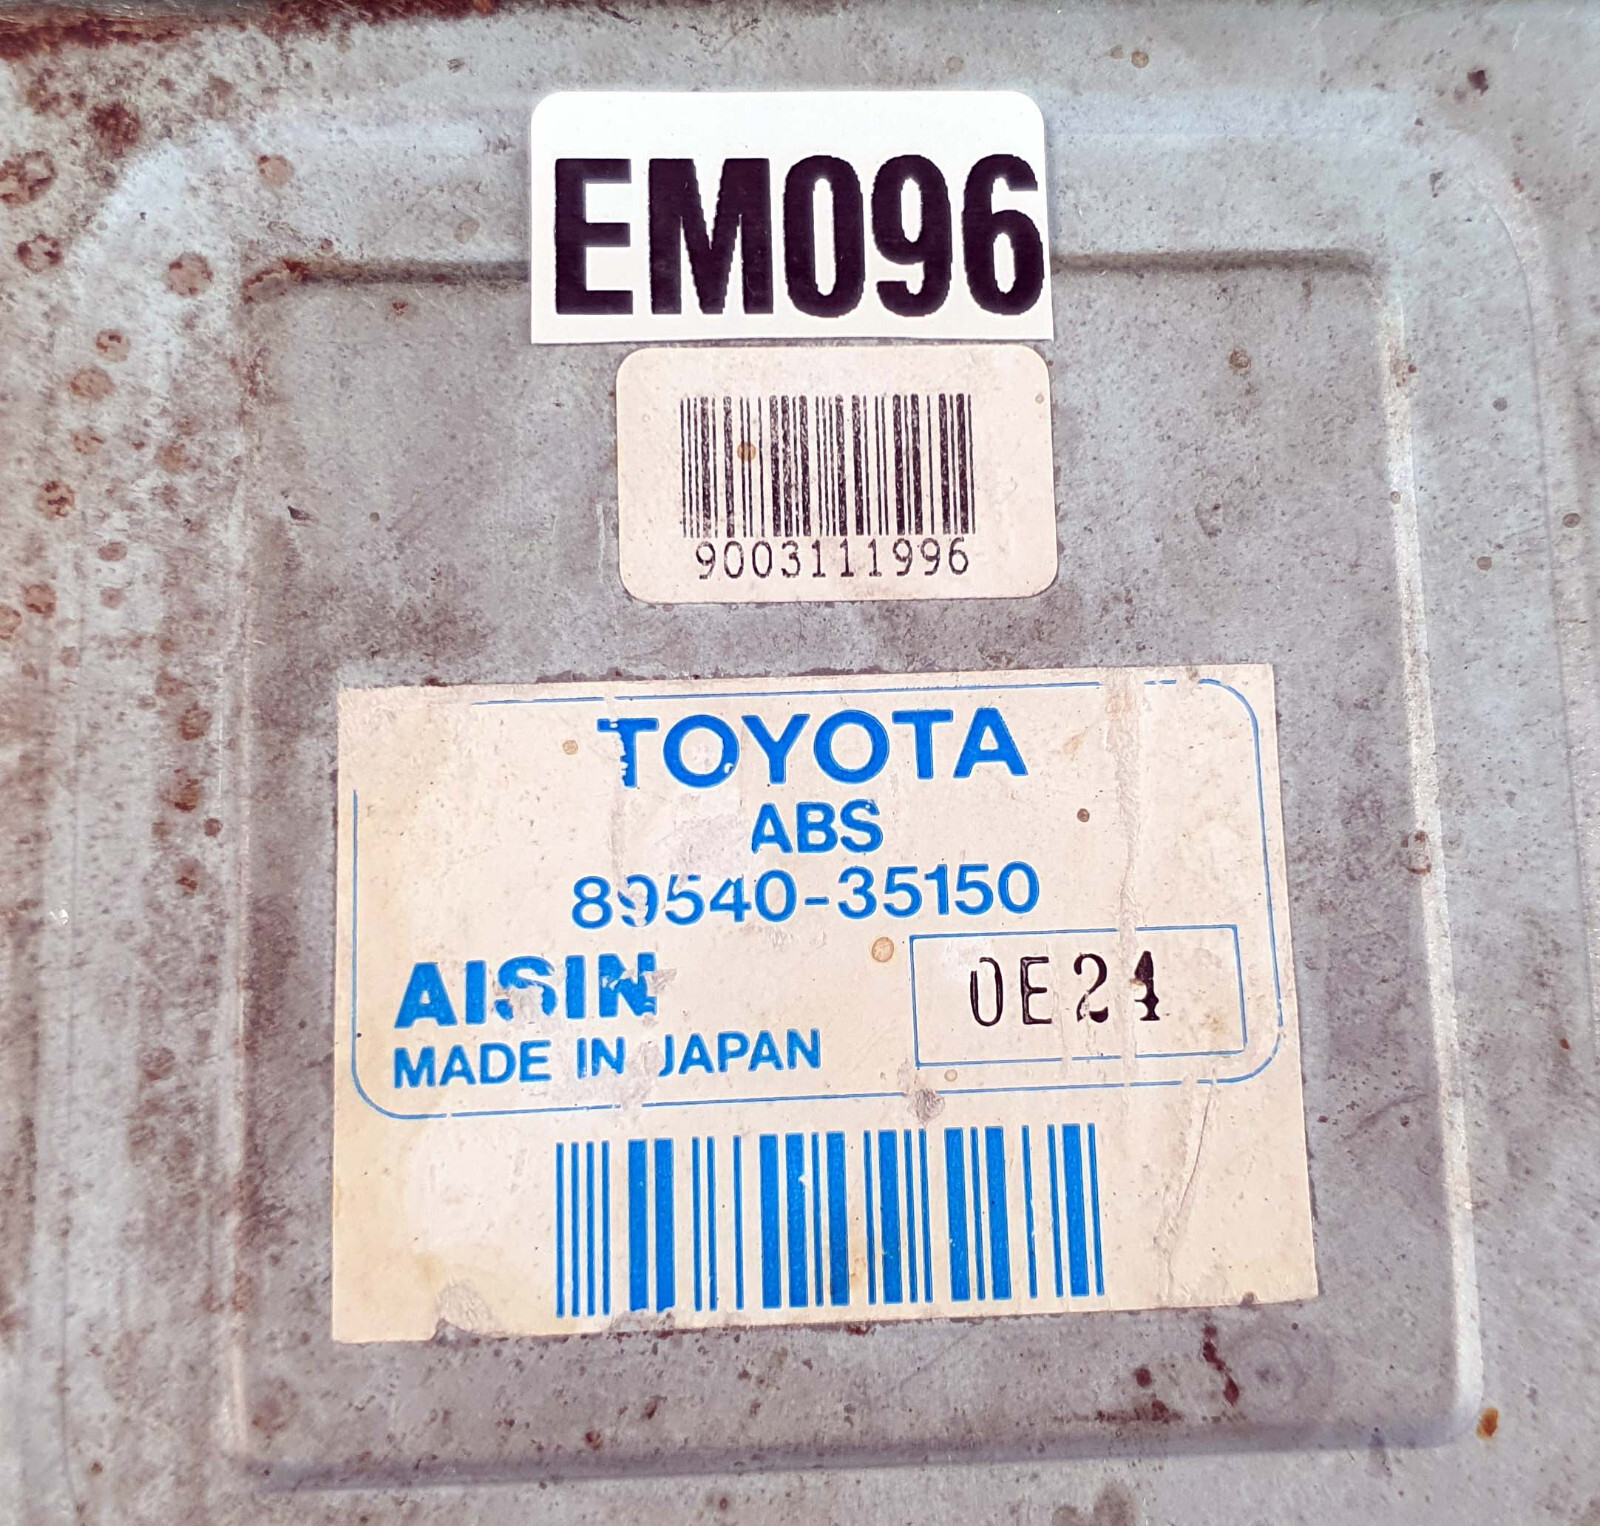 EM096
9003111996
TOYOTA
ABS
89540-35150
AISIN
0E21
MADE IN JAPAN